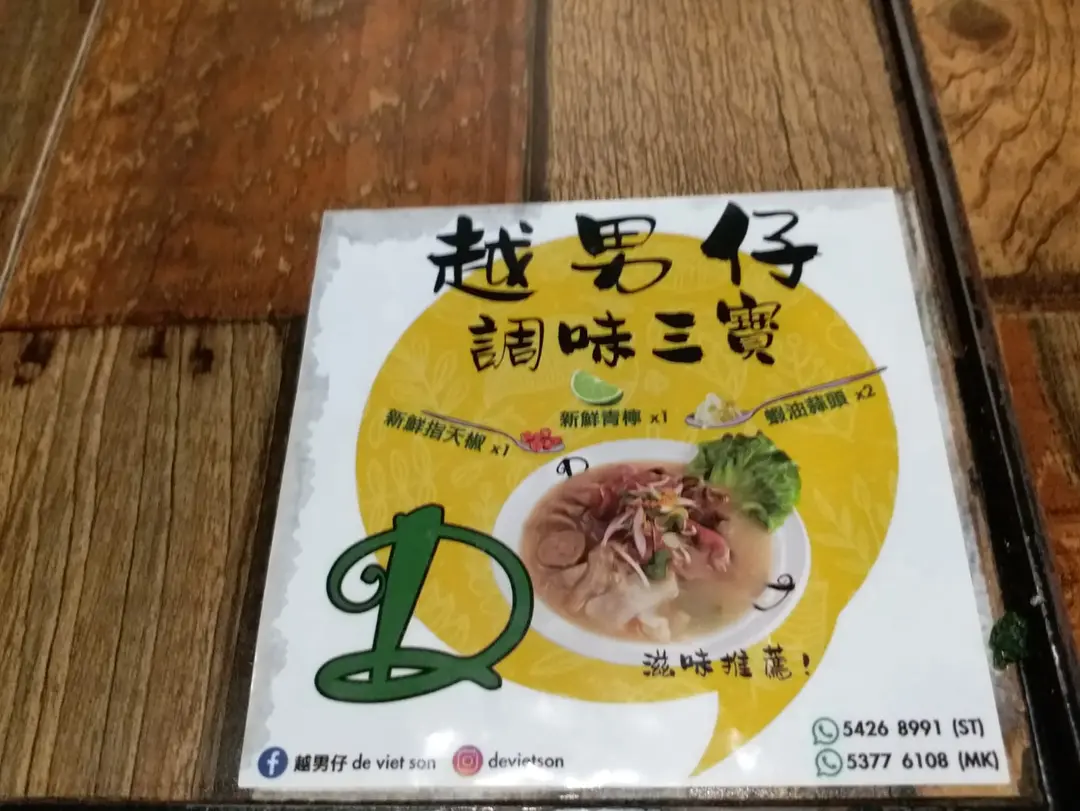 越男仔
調味三寶
新鮮指天椒 x1
新鮮青檸 x1
蝦油蒜頭 x2
D
滋味推薦!
5426 8991 (ST)
5377 6108 (MK)
越男仔 de viet son
devietson